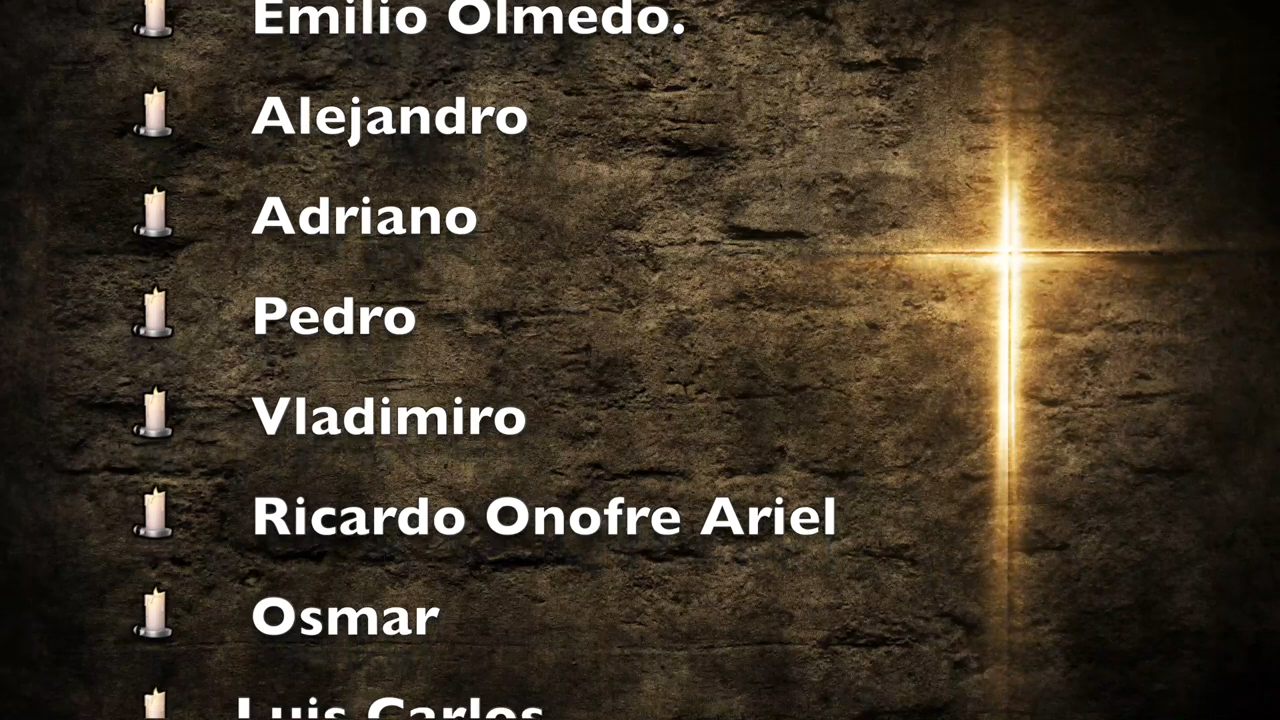 Emilio Olmedo.
Alejandro
Adriano
Pedro
Vladimiro
Ricardo Onofre Ariel
Osmar
Luis Carlos